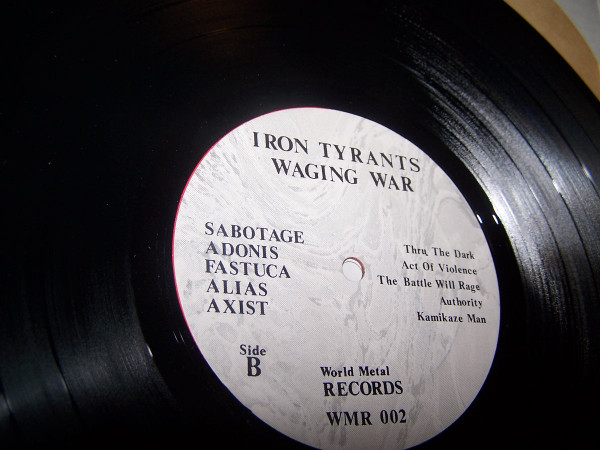 IRON TYRANTS
WAGING WAR
SABOTAGE
ADONIS
FASTUCA
ALIAS
AXIST
Thru The Dark
Act Of Violence
The Battle Will Rage
Authority
Kamikaze Man
Side
B
World Metal
RECORDS
WMR 002